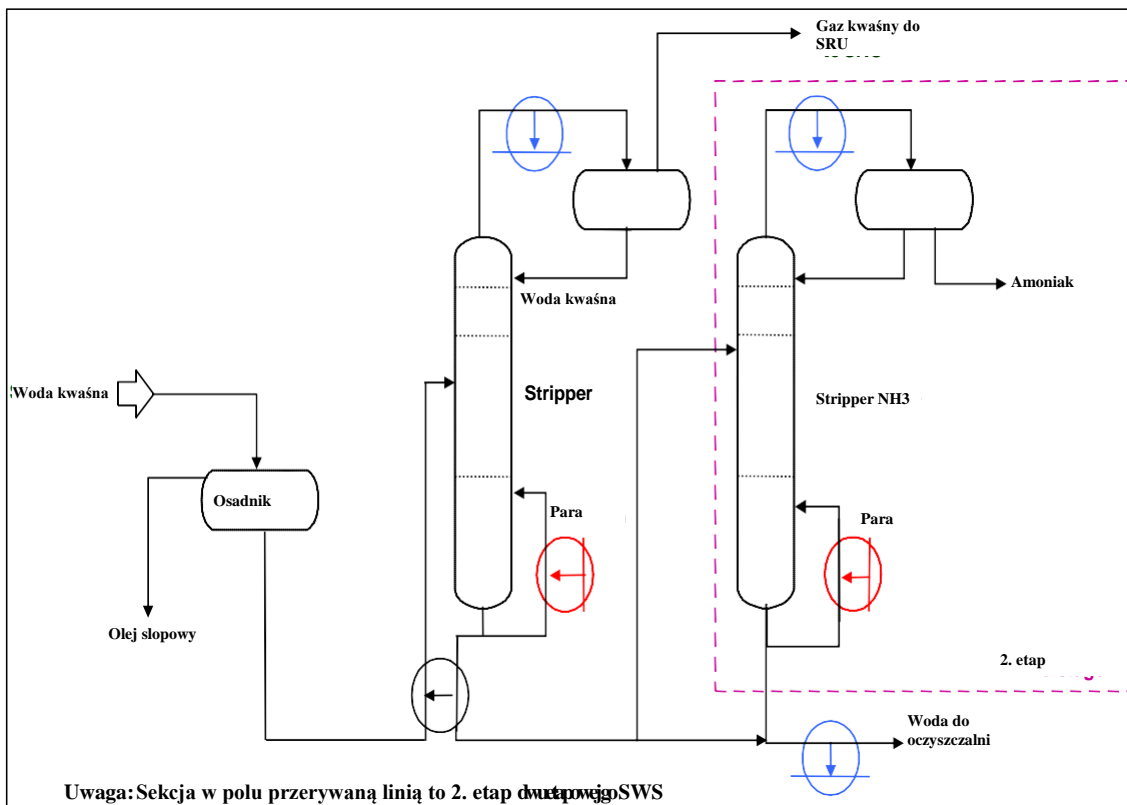 Gaz kwaśny do
SRU
Woda kwaśna
Amoniak
Woda kwaśna
Stripper
Stripper NH3
Osadnik
Para
Para
Olej slopowy
2. etap
Woda do
oczyszczalni
Uwaga: Sekcja w polu przerywaną linią to 2. etap SWS